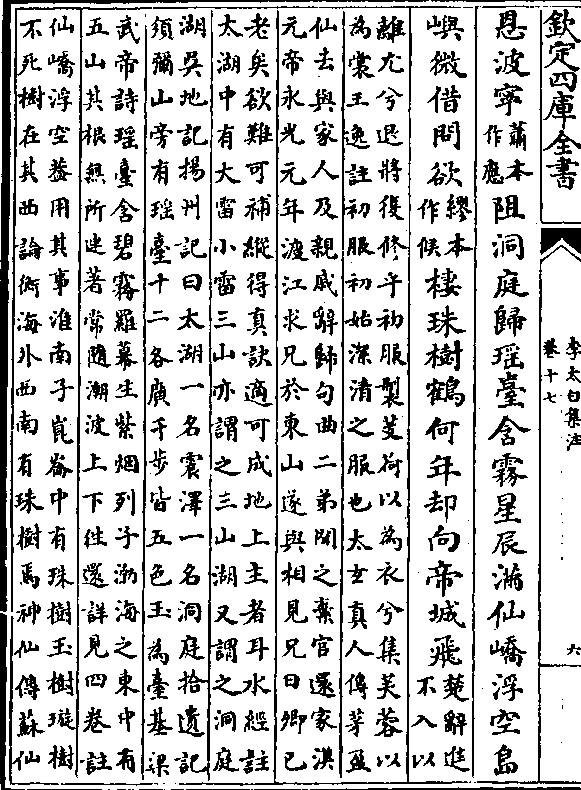 欽定四庫全書
李太白集注
卷十七
六
恩波寧蕭本作應阻洞庭歸瑶臺含霧星辰滿仙嶠浮空島
嶼微借問欲繆本作候棲珠樹鶴何年却向帝城飛楚辭進不入以
離尤兮退將復修乎初服製芰荷以為衣兮集芙蓉以
為裳王逸註初服初始潔清之服也太玄真人傳茅盈
仙去與家人及親戚辭歸句曲二弟聞之棄官還家漢
元帝永光元年渡江求兄於東山遂與相見兄曰卿已
老矣欲難可補縱得真訣適可成地上主者耳水經註
太湖中有大雷小雷三山亦謂之三山湖又謂之洞庭
湖吳地記揚州記曰太湖一名震澤一名洞庭拾遺記
須彌山旁有瑶臺十二各廣千步皆五色玉為臺基梁
武帝詩瑶臺含碧霧羅幕生紫烟列子渤海之東中有
五山其根無所連著常隨潮波上下往還詳見四卷註
仙嶠浮空葢用其事淮南子崑崙中有珠樹玉樹璇樹
不死樹在其西論衡海外西南有珠樹焉神仙傳蘇仙